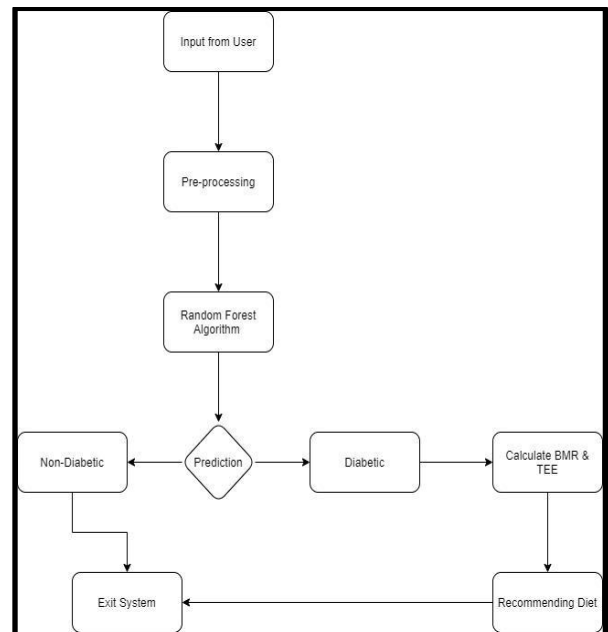 Input from User
Pre-processing
Random Forest
Algorithm
Non-Diabetic
Prediction
Diabetic
Calculate BMR &
TEE
Exit System
Recommending Diet